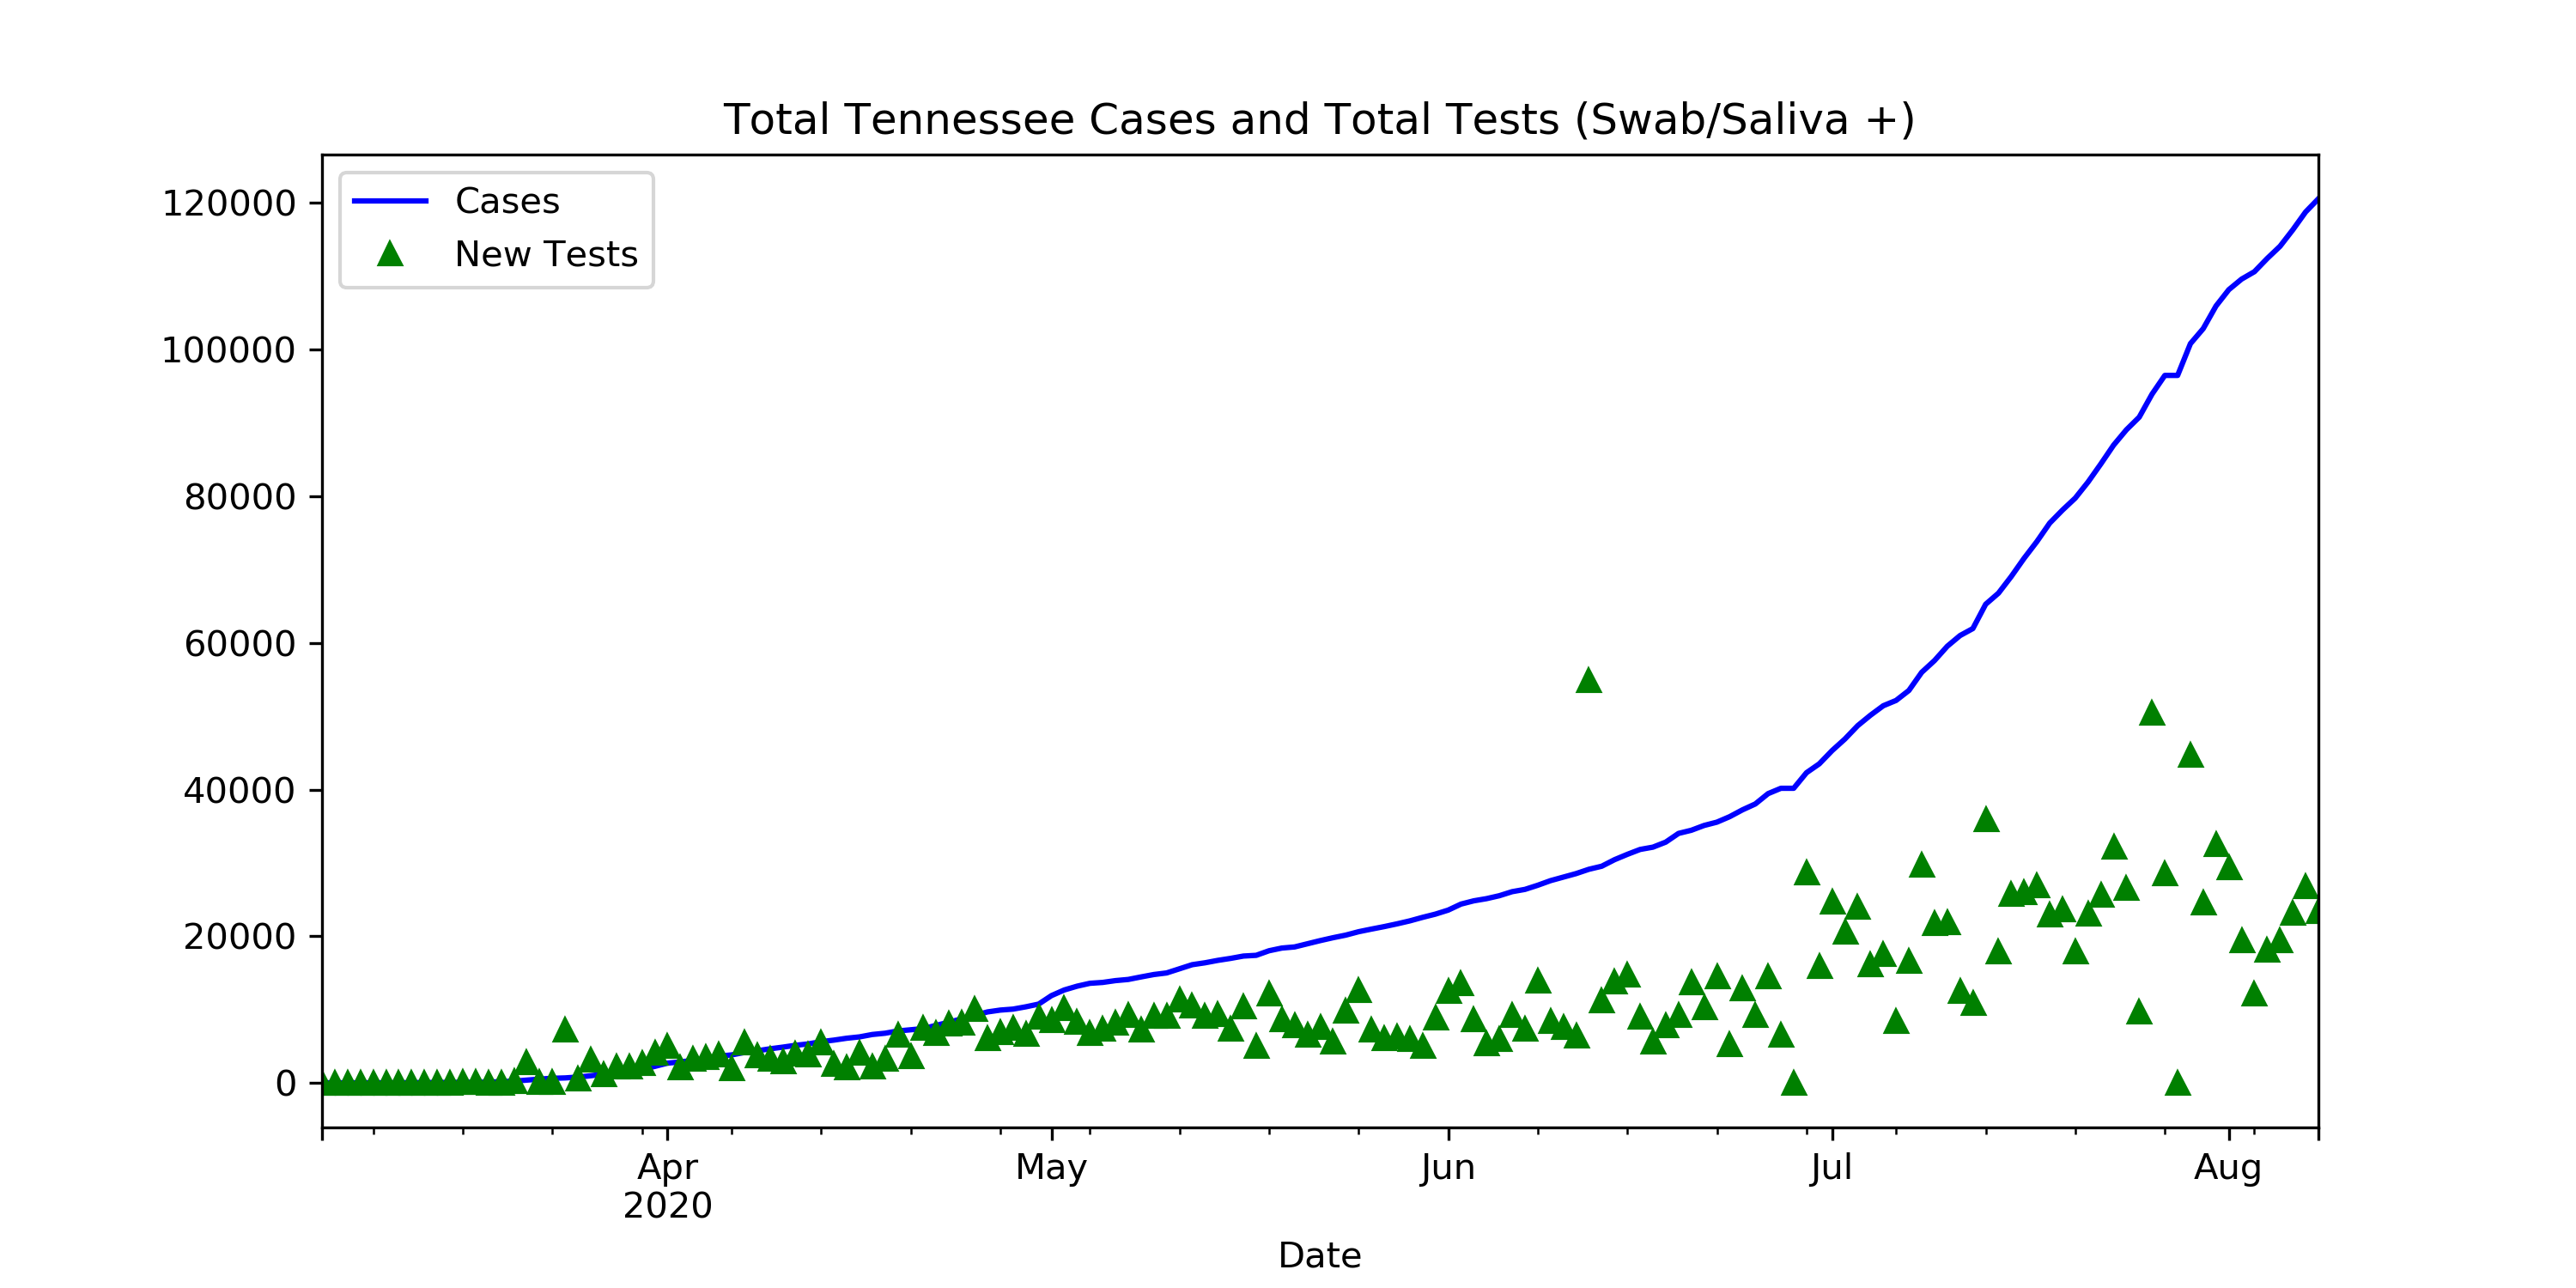 Total Tennessee Cases and Total Tests (Swab/Saliva +)
Cases
New Tests
120000
100000
80000
60000
40000
20000
0
Apr May Jun Jul Aug
2020
Date